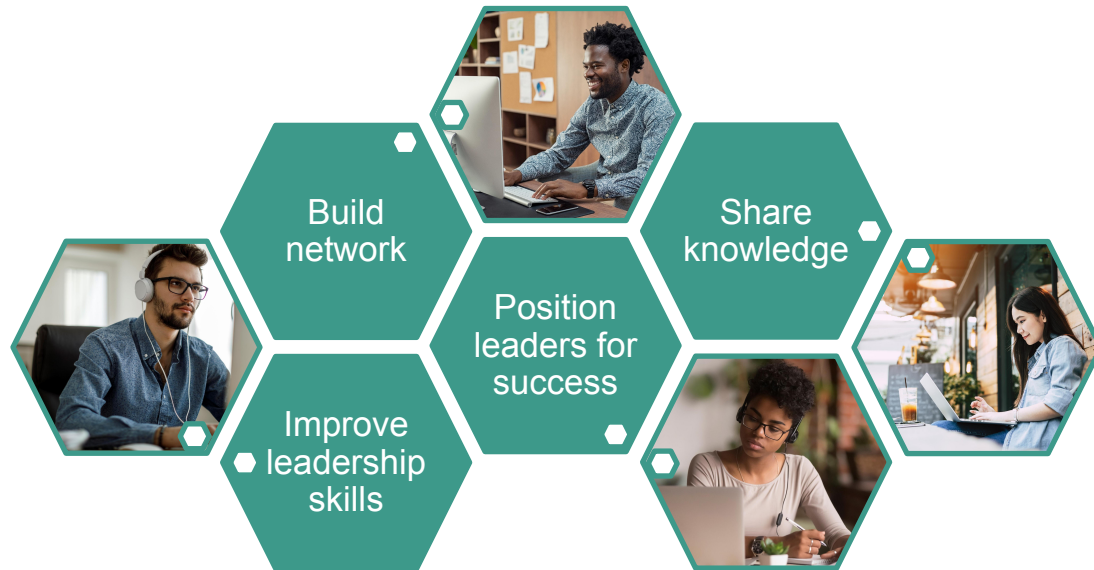 Build
network
Share
knowledge
Position
leaders for
success
Improve
leadership
skills